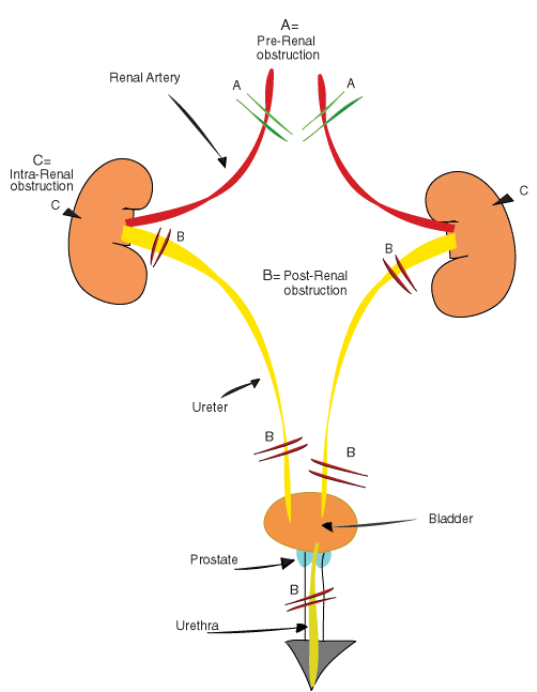 A=
Pre-Renal
obstruction
Renal Artery
A
A
C=
Intra-Renal
obstruction
C
C
B
B
B= Post-Renal
obstruction
Ureter
B
B
Bladder
Prostate
B
Urethra